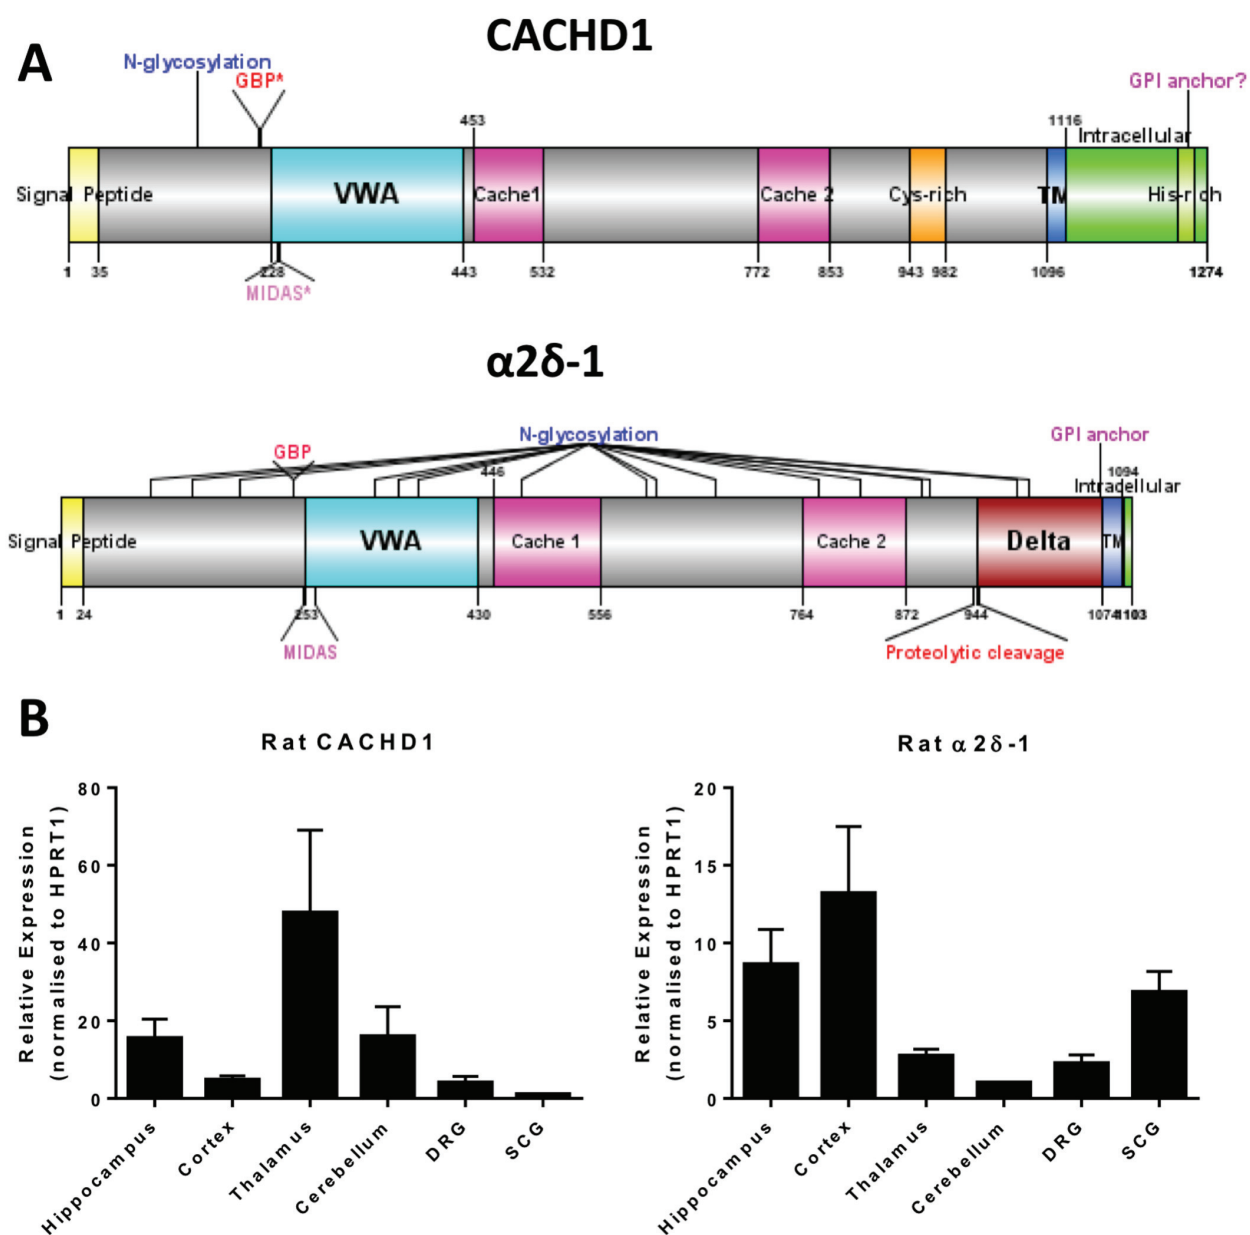 A
CACHD1
N-glycosylation
GBP*
GPI anchor?
453
1116
Intracellular
Signal Peptide
VWA
Cache1
Cache 2
Cys-rich
TM
His-rich
1 35 228 443 532 772 853 943 982 1096 1274
MIDAS*
α2δ-1
N-glycosylation
GPI anchor
GBP
446
1094
Intracellular
Signal Peptide
VWA
Cache 1
Cache 2
Delta
TM
1 24 253 430 556 764 872 944 1074 1103
MIDAS
Proteolytic cleavage
B
Rat CACHD1
Relative Expression
(normalised to HPRT1)
80
60
40
20
0
Hippocampus
Cortex
Thalamus
Cerebellum
DRG
SCG
Rat α2δ-1
Relative Expression
(normalised to HPRT1)
20
15
10
5
0
Hippocampus
Cortex
Thalamus
Cerebellum
DRG
SCG